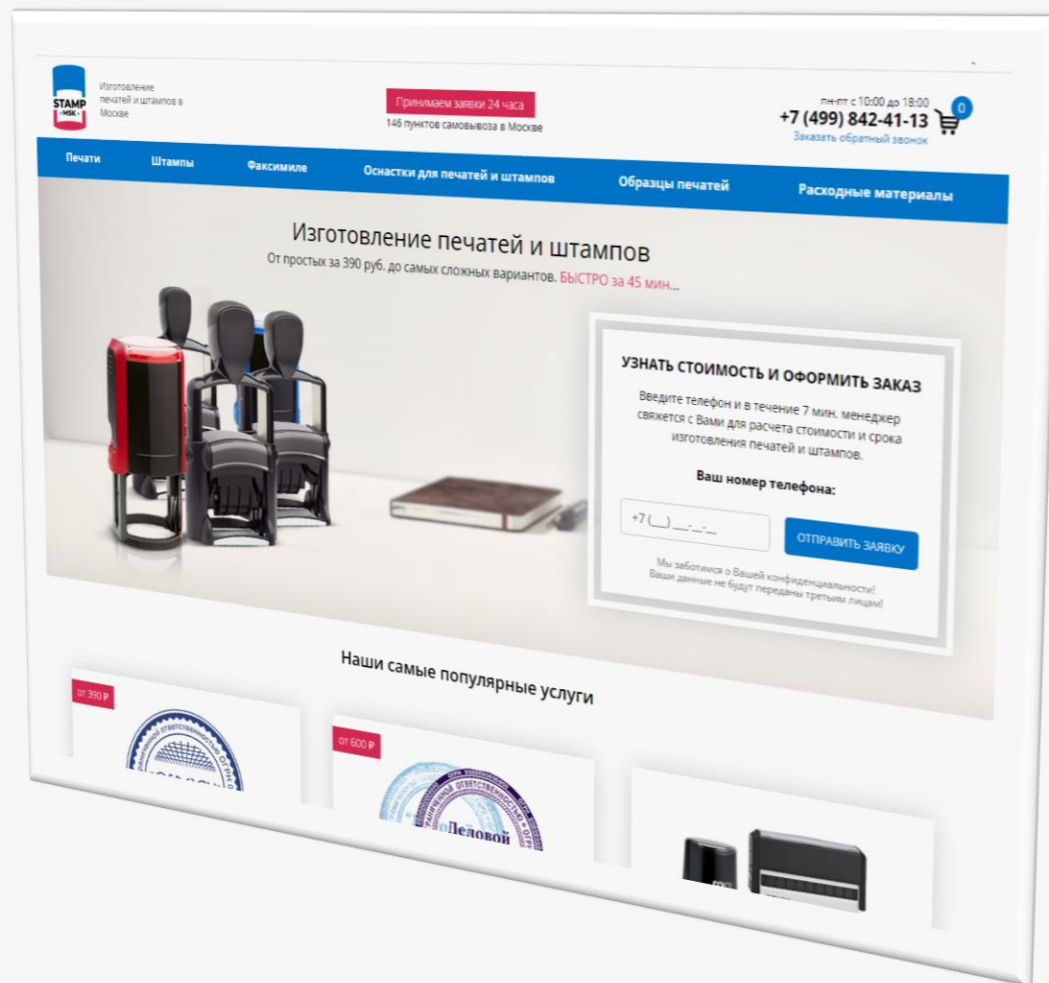 STAMP
MSK
Изготовление
печатей и штампов в
Москве
Принимаем заявки 24 часа
146 пунктов самовывоза в Москве
пн-пт с 10:00 до 18:00
+7 (499) 842-41-13
Заказать обратный звонок
0
Печати Штампы Факсимиле Оснастки для печатей и штампов Образцы печатей Расходные материалы
Изготовление печатей и штампов
От простых за 390 руб. до самых сложных вариантов. БЫСТРО за 45 мин...
УЗНАТЬ СТОИМОСТЬ И ОФОРМИТЬ ЗАКАЗ
Введите телефон и в течение 7 мин. менеджер
свяжется с Вами для расчета стоимости и срока
изготовления печатей и штампов.
Ваш номер телефона:
+7 (__) ___-__-__
ОТПРАВИТЬ ЗАЯВКУ
Мы заботимся о Вашей конфиденциальности!
Ваши данные не будут переданы третьим лицам!
Наши самые популярные услуги
от 390 ₽
ответственностью ОГРН
от 600 ₽
ОТВЕТСТВЕННОСТЬЮ
Деловой